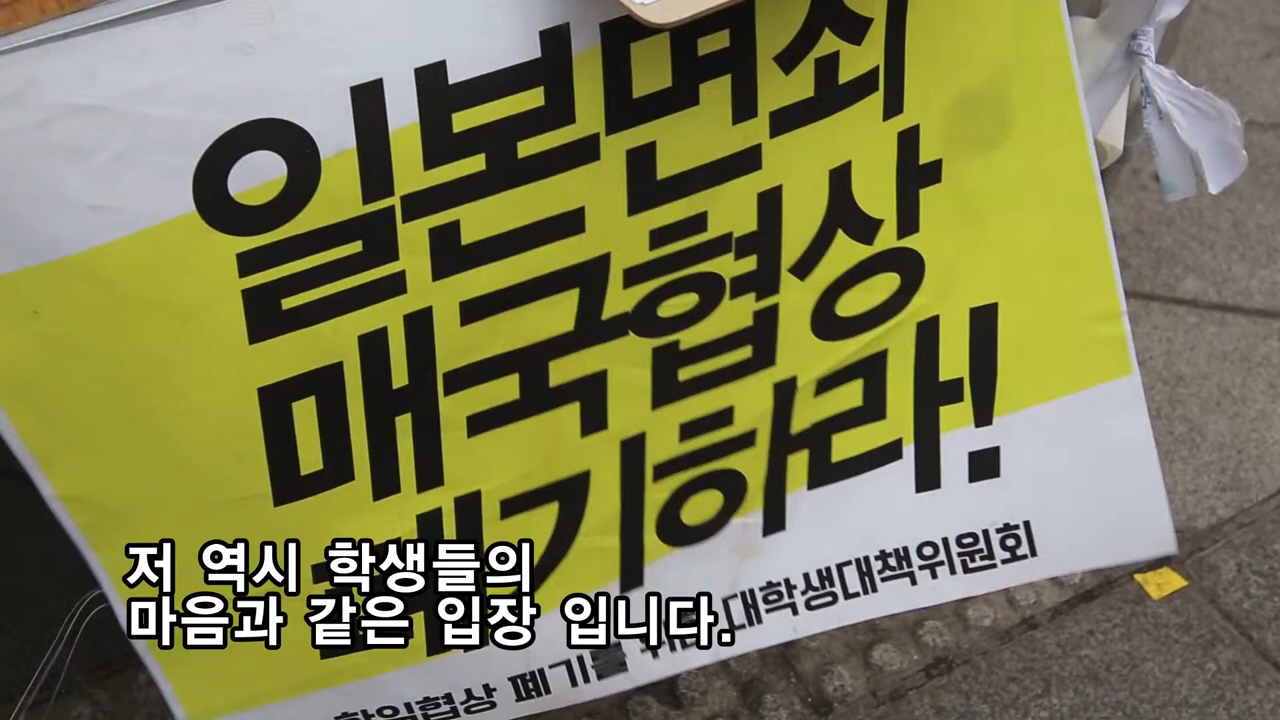 일본면죄
매국협상
폐기하라!
한일협상 폐기를 위한 대학생대책위원회
저 역시 학생들의
마음과 같은 입장 입니다.